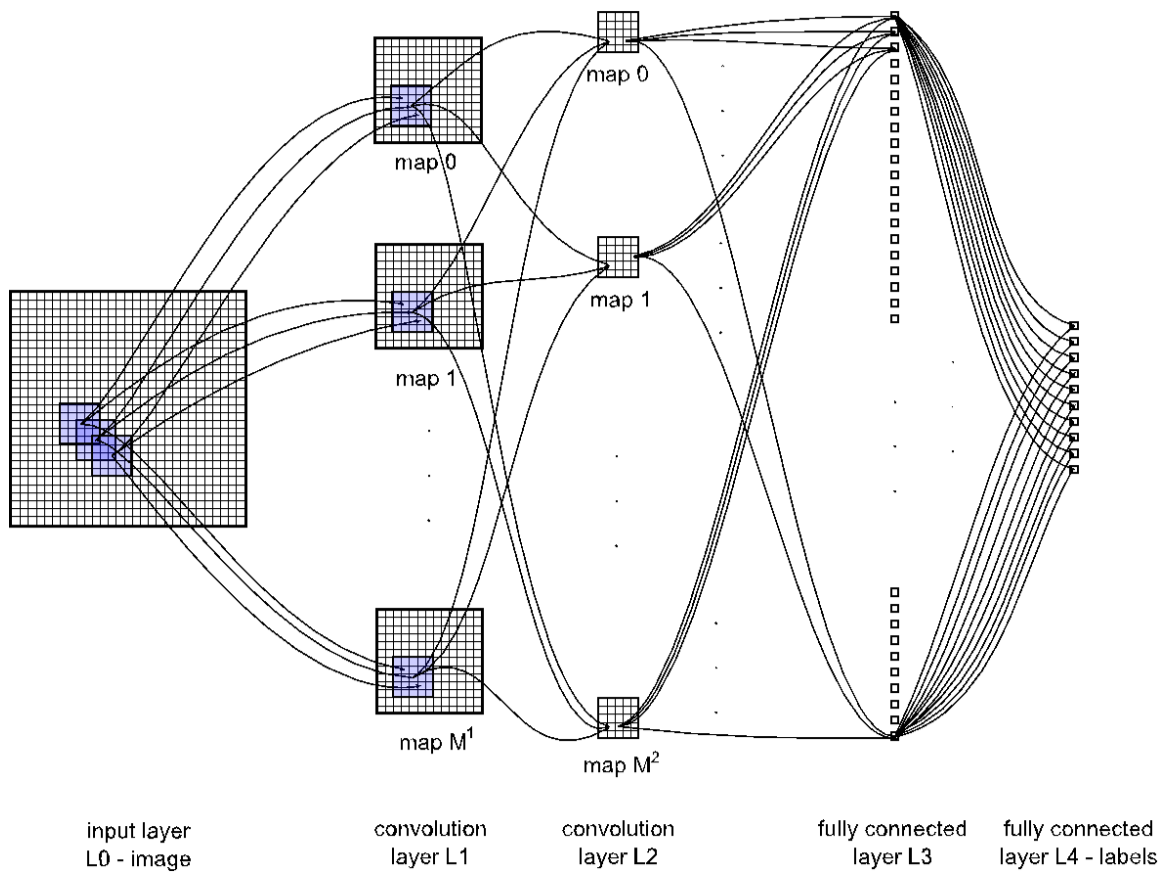 map 0
map 0
map 1
map 1
map M¹
map M²
input layer
L0 - image
convolution
layer L1
convolution
layer L2
fully connected
layer L3
fully connected
layer L4 - labels